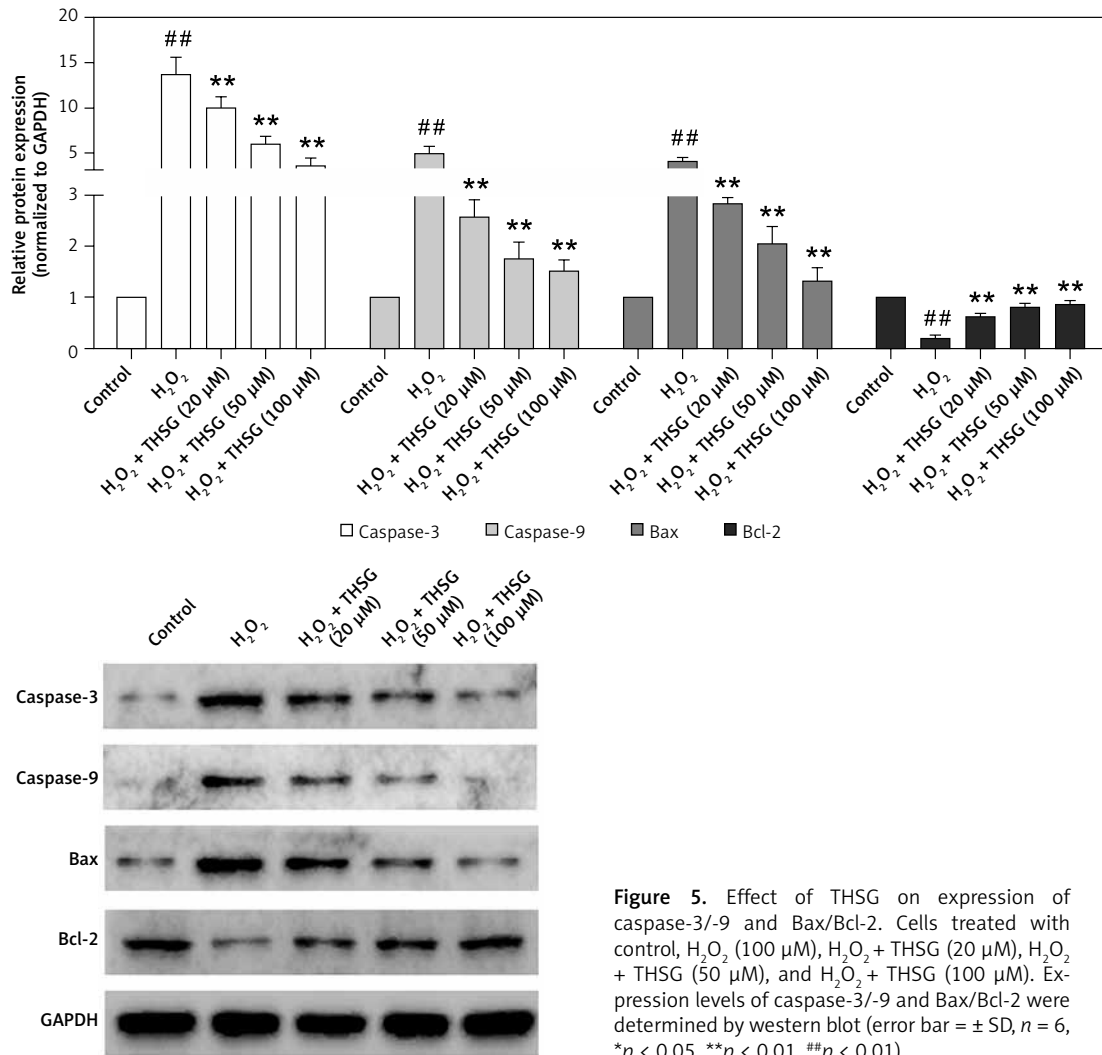 Relative protein expression
(normalized to GAPDH)
20
15
10
5
3
2
1
0
## ** ** **
## ** ** **
## ** ** **
## ** ** **
Control H₂O₂ H₂O₂ + THSG (20 µM) H₂O₂ + THSG (50 µM) H₂O₂ + THSG (100 µM)
Control H₂O₂ H₂O₂ + THSG (20 µM) H₂O₂ + THSG (50 µM) H₂O₂ + THSG (100 µM)
Control H₂O₂ H₂O₂ + THSG (20 µM) H₂O₂ + THSG (50 µM) H₂O₂ + THSG (100 µM)
Control H₂O₂ H₂O₂ + THSG (20 µM) H₂O₂ + THSG (50 µM) H₂O₂ + THSG (100 µM)
Caspase-3 Caspase-9 Bax Bcl-2
Control H₂O₂ H₂O₂ + THSG (20 µM) H₂O₂ + THSG (50 µM) H₂O₂ + THSG (100 µM)
Caspase-3
Caspase-9
Bax
Bcl-2
GAPDH
Figure 5. Effect of THSG on expression of
caspase-3/-9 and Bax/Bcl-2. Cells treated with
control, H₂O₂ (100 µM), H₂O₂ + THSG (20 µM), H₂O₂
+ THSG (50 µM), and H₂O₂ + THSG (100 µM). Ex-
pression levels of caspase-3/-9 and Bax/Bcl-2 were
determined by western blot (error bar = ± SD, n = 6,
*p < 0.05, **p < 0.01, ##p < 0.01)